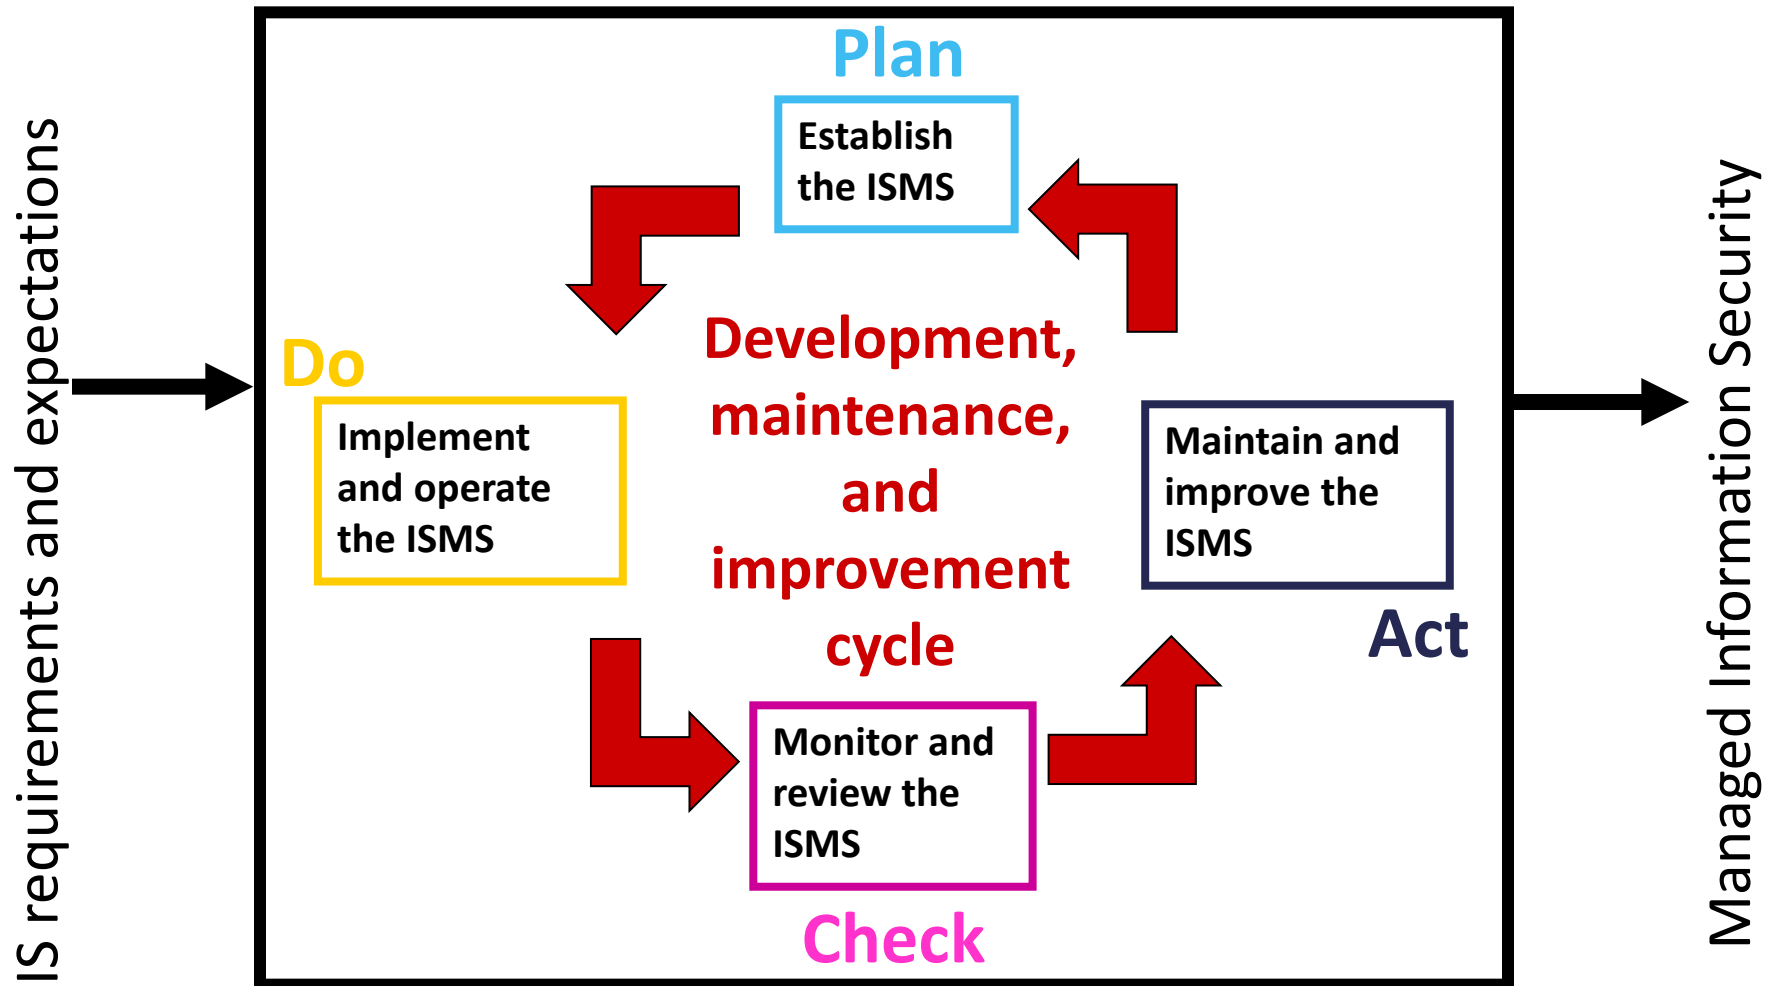 Plan
Establish
the ISMS
IS requirements and expectations
Do
Implement
and operate
the ISMS
Development,
maintenance,
and
improvement
cycle
Maintain and
improve the
ISMS
Act
Monitor and
review the
ISMS
Check
Managed Information Security